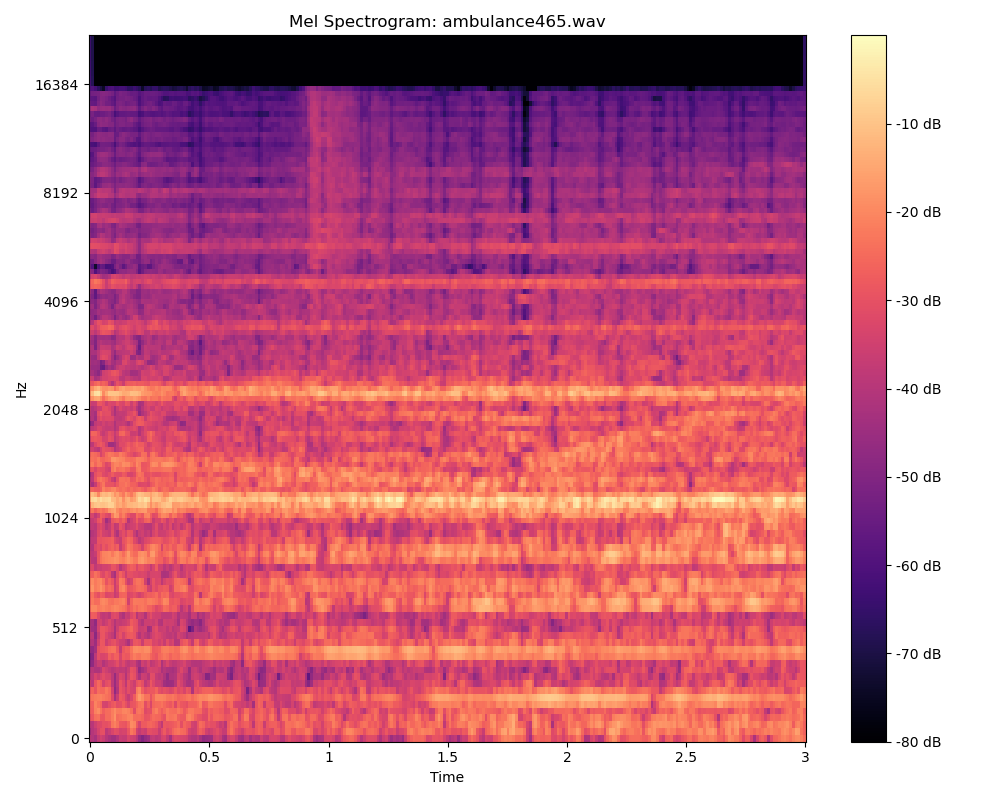 Mel Spectrogram: ambulance465.wav
16384
8192
4096
2048
1024
512
0
Hz
0
0.5
1
1.5
2
2.5
3
Time
-10 dB
-20 dB
-30 dB
-40 dB
-50 dB
-60 dB
-70 dB
-80 dB